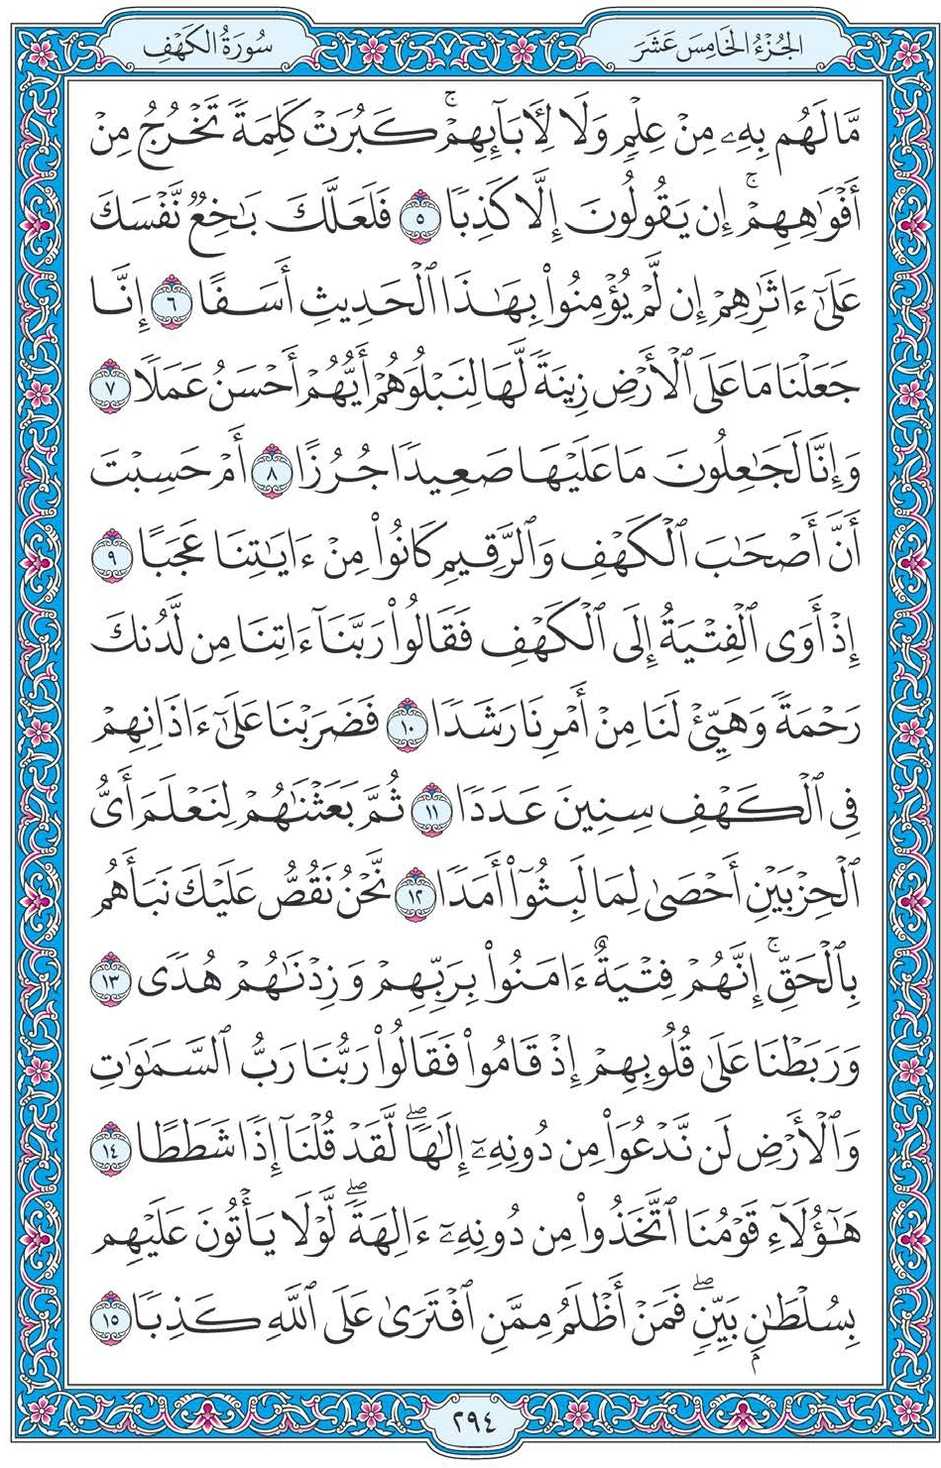 الجُزْءُ الخَامِسَ عَشَرَ
٧
سُورَةُ الكَهْفِ
مَّا لَهُم بِهِۦ مِنْ عِلْمٍ وَلَا لِأٓبَآئِهِمْۚ كَبُرَتْ كَلِمَةً تَخْرُجُ مِنْ
أَفْوَٰهِهِمْۚ إِن يَقُولُونَ إِلَّا كَذِبًا ٥ فَلَعَلَّكَ بَٰخِعٌ نَّفْسَكَ
عَلَىٰٓ ءَاثَٰرِهِمْ إِن لَّمْ يُؤْمِنُوا۟ بِهَٰذَا ٱلْحَدِيثِ أَسَفًا ٦ إِنَّا
جَعَلْنَا مَا عَلَى ٱلْأَرْضِ زِينَةً لَّهَا لِنَبْلُوَهُمْ أَيُّهُمْ أَحْسَنُ عَمَلًا ٧
وَإِنَّا لَجَٰعِلُونَ مَا عَلَيْهَا صَعِيدًا جُرُزًا ٨ أَمْ حَسِبْتَ
أَنَّ أَصْحَٰبَ ٱلْكَهْفِ وَٱلرَّقِيمِ كَانُوا۟ مِنْ ءَايَٰتِنَا عَجَبًا ٩
إِذْ أَوَى ٱلْفِتْيَةُ إِلَى ٱلْكَهْفِ فَقَالُوا۟ رَبَّنَآ ءَاتِنَا مِن لَّدُنكَ
رَحْمَةً وَهَيِّئْ لَنَا مِنْ أَمْرِنَا رَشَدًا ١٠ فَضَرَبْنَا عَلَىٰٓ ءَاذَانِهِمْ
فِى ٱلْكَهْفِ سِنِينَ عَدَدًا ١١ ثُمَّ بَعَثْنَٰهُمْ لِنَعْلَمَ أَىُّ
ٱلْحِزْبَيْنِ أَحْصَىٰ لِمَا لَبِثُوٓا۟ أَمَدًا ١٢ نَّحْنُ نَقُصُّ عَلَيْكَ نَبَأَهُم
بِٱلْحَقِّۚ إِنَّهُمْ فِتْيَةٌ ءَامَنُوا۟ بِرَبِّهِمْ وَزِدْنَٰهُمْ هُدًى ١٣
وَرَبَطْنَا عَلَىٰ قُلُوبِهِمْ إِذْ قَامُوا۟ فَقَالُوا۟ رَبُّنَا رَبُّ ٱلسَّمَٰوَٰتِ
وَٱلْأَرْضِ لَن نَّدْعُوَا۟ مِن دُونِهِۦٓ إِلَٰهًاۖ لَّقَدْ قُلْنَآ إِذًا شَطَطًا ١٤
هَٰٓؤُلَآءِ قَوْمُنَا ٱتَّخَذُوا۟ مِن دُونِهِۦٓ ءَالِهَةًۖ لَّوْلَا يَأْتُونَ عَلَيْهِم
بِسُلْطَٰنٍۭ بَيِّنٍۖ فَمَنْ أَظْلَمُ مِمَّنِ ٱفْتَرَىٰ عَلَى ٱللَّهِ كَذِبًا ١٥
٢٩٤